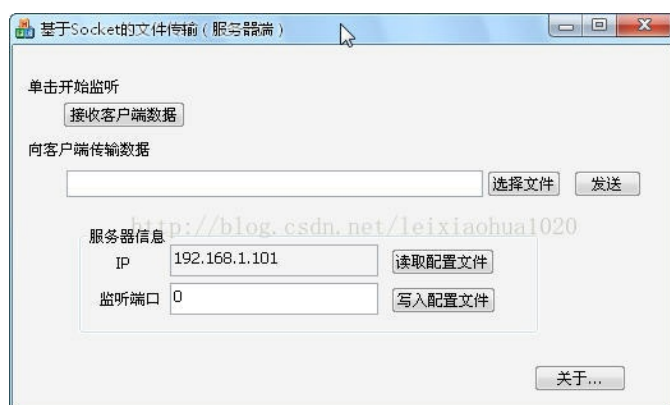 基于Socket的文件传输（服务器端）
单击开始监听
接收客户端数据
向客户端传输数据
选择文件 发送
http://blog.csdn.net/leixiaohua1020
服务器信息
IP 192.168.1.101 读取配置文件
监听端口 0 写入配置文件
关于...